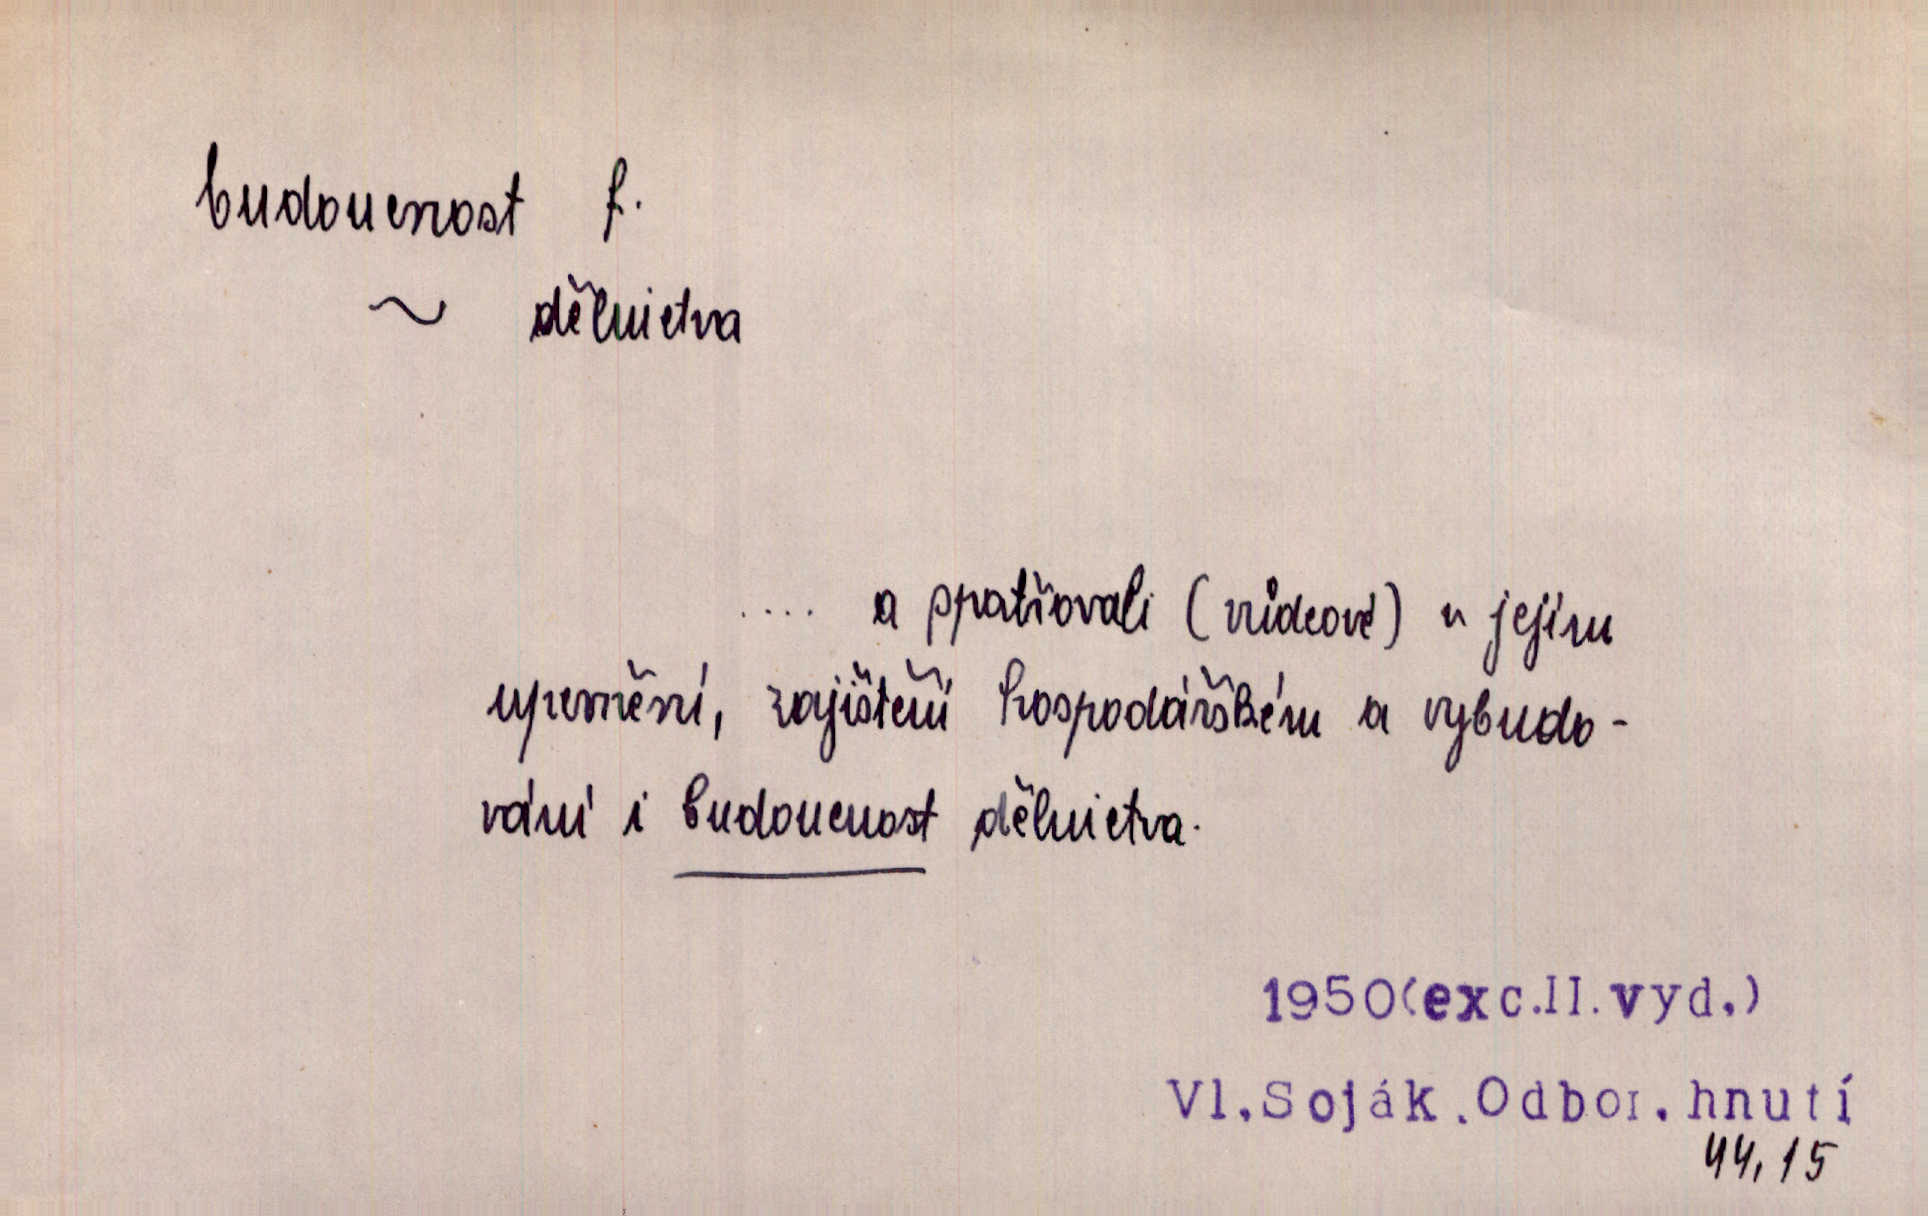 budoucnost f.
~ dělnictva
.... a spatřovali (vůdcové) v jejím
upevnění, zajištění hospodářském a vybudo-
vání i budoucnost dělnictva.
1950(exc.II.vyd.)
Vl.Soják.Odbor.hnutí
44,15